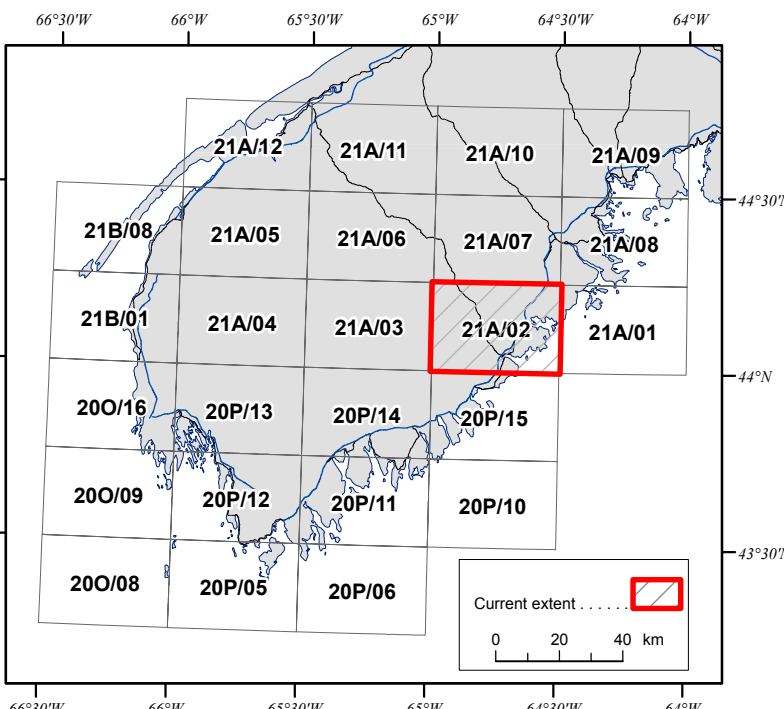 66°30'W 66°W 65°30'W 65°W 64°30'W 64°W
21A/12 21A/11 21A/10 21A/09
44°30'N
21B/08 21A/05 21A/06 21A/07 21A/08
21B/01 21A/04 21A/03 21A/02 21A/01
44°N
20O/16 20P/13 20P/14 20P/15
20O/09 20P/12 20P/11 20P/10
43°30'N
20O/08 20P/05 20P/06
Current extent . . . . . .
0 20 40 km
66°30'W 66°W 65°30'W 65°W 64°30'W 64°W